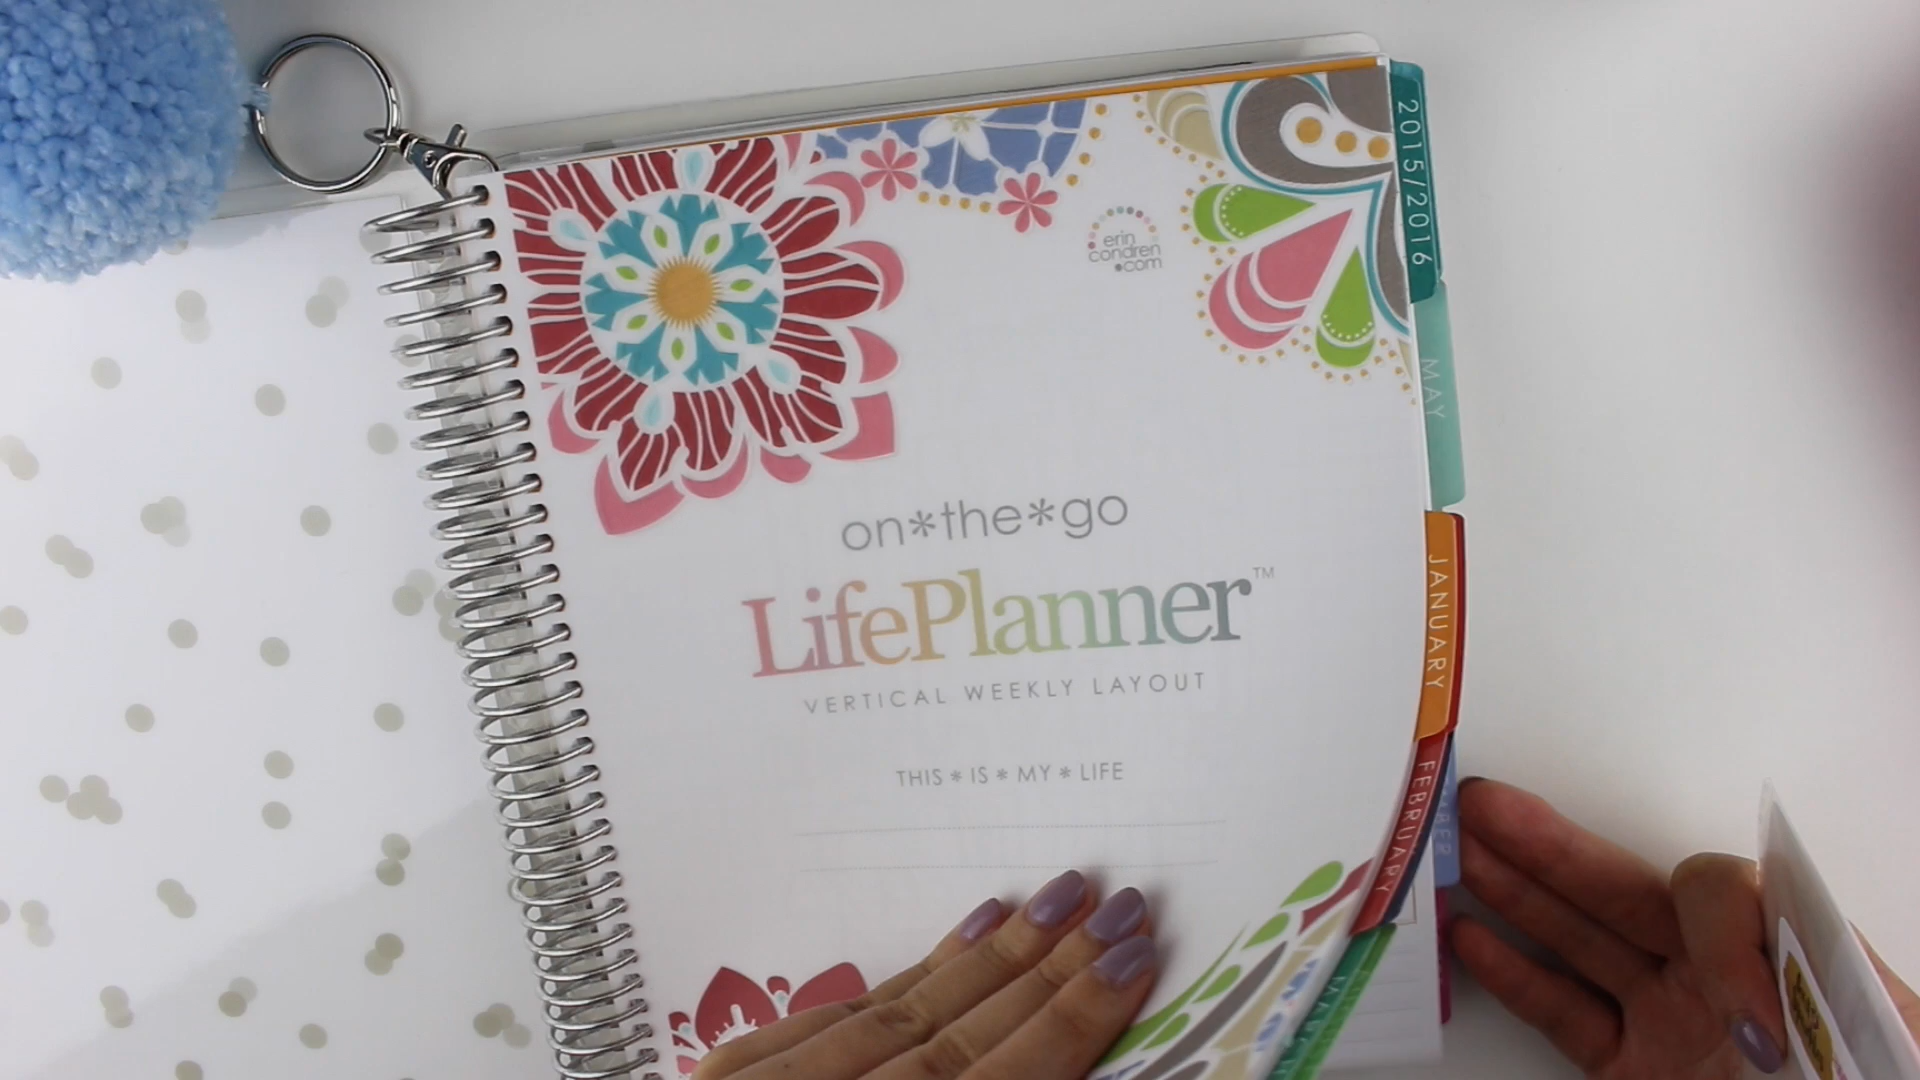 erin
condren
.com
on*the*go
LifePlanner™
VERTICAL WEEKLY LAYOUT
THIS * IS * MY * LIFE
2015/2016
MAY
JANUARY
FEBRUARY